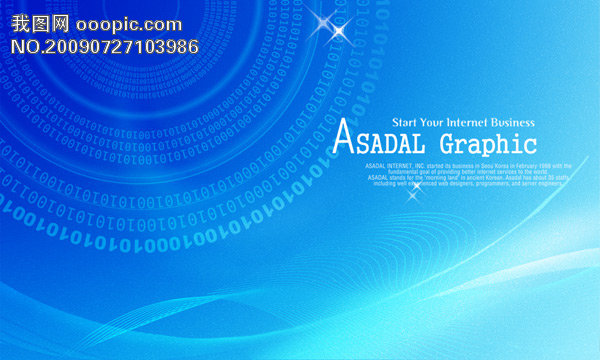 我图网 ooopic.com
NO.20090727103986
Start Your Internet Business
ASADAL Graphic
ASADAL INTERNET, INC. started its business in Seoul Korea in February 1998 with the
fundamental goal of providing better internet services to the world.
ASADAL stands for the "morning land" in ancient Korean. Asadal has about 35 staffs
including well experienced web designers, programmers, and server engineers.